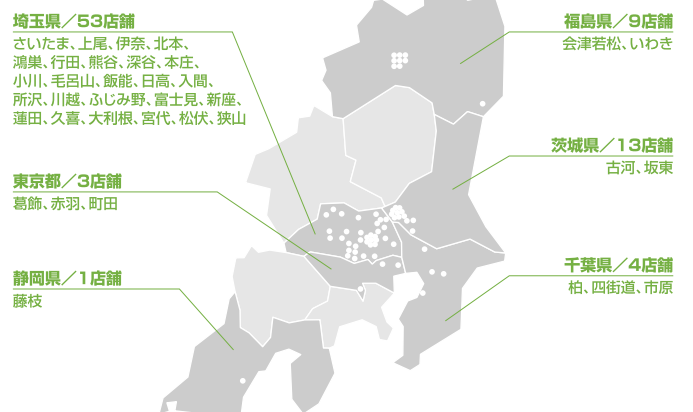 埼玉県／53店舗
さいたま、上尾、伊奈、北本、
鴻巣、行田、熊谷、深谷、本庄、
小川、毛呂山、飯能、日高、入間、
所沢、川越、ふじみ野、富士見、新座、
蓮田、久喜、大利根、宮代、松伏、狭山
東京都／3店舗
葛飾、赤羽、町田
静岡県／1店舗
藤枝
福島県／9店舗
会津若松、いわき
茨城県／13店舗
古河、坂東
千葉県／4店舗
柏、四街道、市原